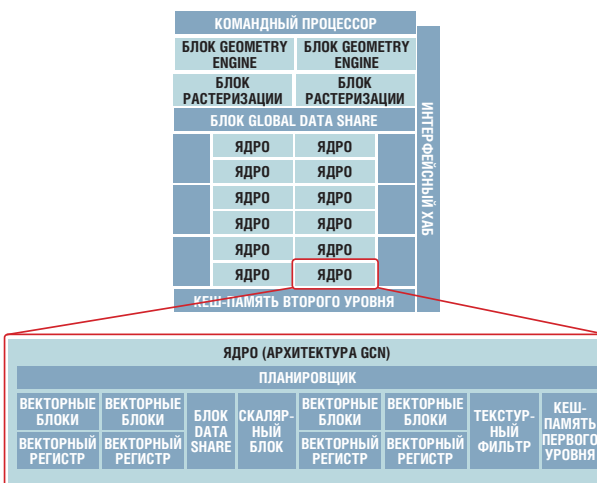 КОМАНДНЫЙ ПРОЦЕССОР
БЛОК GEOMETRY
ENGINE
БЛОК GEOMETRY
ENGINE
БЛОК
РАСТЕРИЗАЦИИ
БЛОК
РАСТЕРИЗАЦИИ
БЛОК GLOBAL DATA SHARE
ЯДРО ЯДРО
ЯДРО ЯДРО
ЯДРО ЯДРО
ЯДРО ЯДРО
ЯДРО ЯДРО
ЯДРО ЯДРО
КЕШ-ПАМЯТЬ ВТОРОГО УРОВНЯ
ИНТЕРФЕЙСНЫЙ ХАБ
ЯДРО (АРХИТЕКТУРА GCN)
ПЛАНИРОВЩИК
ВЕКТОРНЫЕ
БЛОКИ
ВЕКТОРНЫЙ
РЕГИСТР
ВЕКТОРНЫЕ
БЛОКИ
ВЕКТОРНЫЙ
РЕГИСТР
БЛОК
DATA
SHARE
СКАЛЯР-
НЫЙ
БЛОК
ВЕКТОРНЫЕ
БЛОКИ
ВЕКТОРНЫЙ
РЕГИСТР
ВЕКТОРНЫЕ
БЛОКИ
ВЕКТОРНЫЙ
РЕГИСТР
ТЕКСТУР-
НЫЙ
ФИЛЬТР
КЕШ-
ПАМЯТЬ
ПЕРВОГО
УРОВНЯ